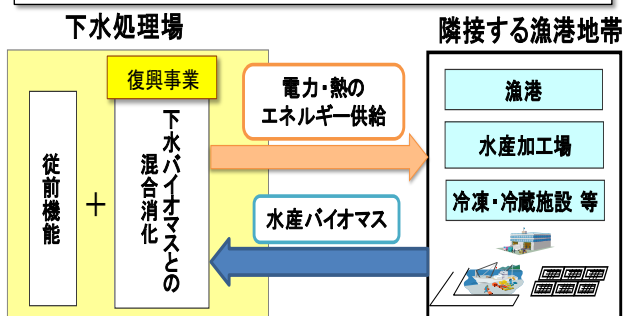 下水処理場
隣接する漁港地帯
復興事業
電力・熱の
エネルギー供給
漁港
従前機能
＋
下水バイオマスとの
混合消化
水産加工場
水産バイオマス
冷凍・冷蔵施設 等